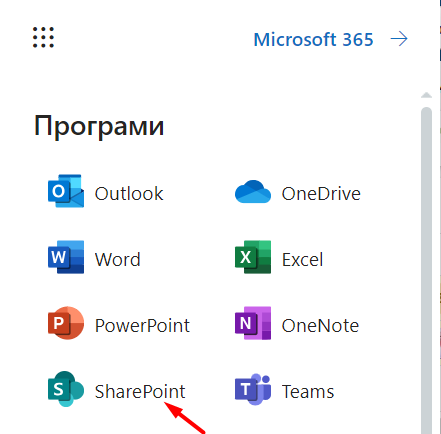 Microsoft 365
Програми
Outlook OneDrive
Word Excel
PowerPoint OneNote
SharePoint Teams